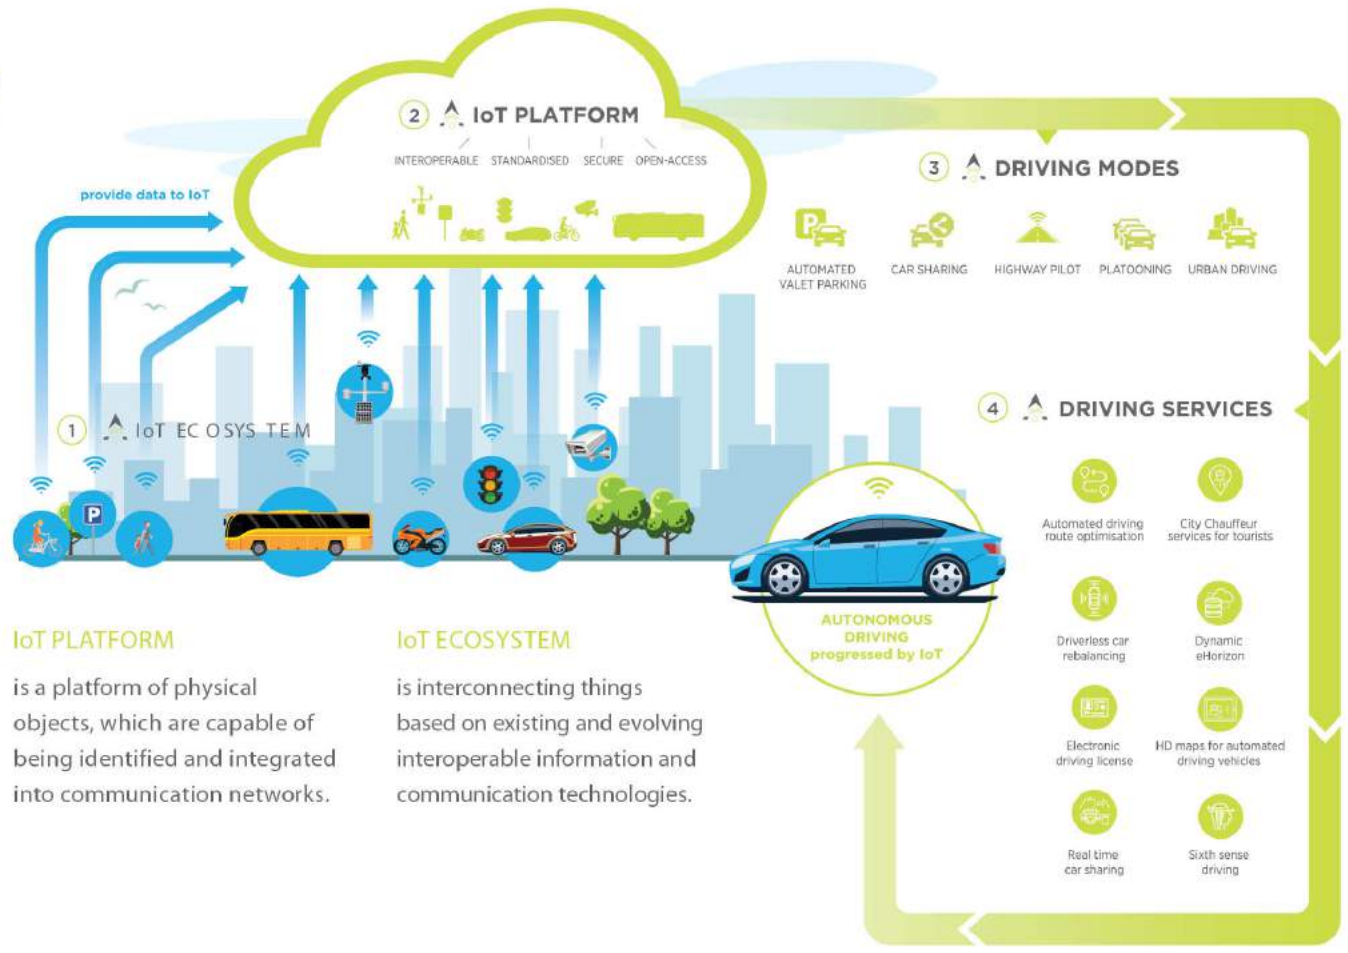 2 IoT PLATFORM
INTEROPERABLE STANDARDISED SECURE OPEN-ACCESS
provide data to IoT
3 DRIVING MODES
AUTOMATED
VALET PARKING
CAR SHARING
HIGHWAY PILOT
PLATOONING
URBAN DRIVING
1 IoT ECOSYSTEM
P
4 DRIVING SERVICES
Automated driving
route optimisation
City Chauffeur
services for tourists
Driverless car
rebalancing
Dynamic
eHorizon
Electronic
driving license
HD maps for automated
driving vehicles
Real time
car sharing
Sixth sense
driving
AUTONOMOUS
DRIVING
progressed by IoT
IoT PLATFORM
is a platform of physical
objects, which are capable of
being identified and integrated
into communication networks.
IoT ECOSYSTEM
is interconnecting things
based on existing and evolving
interoperable information and
communication technologies.